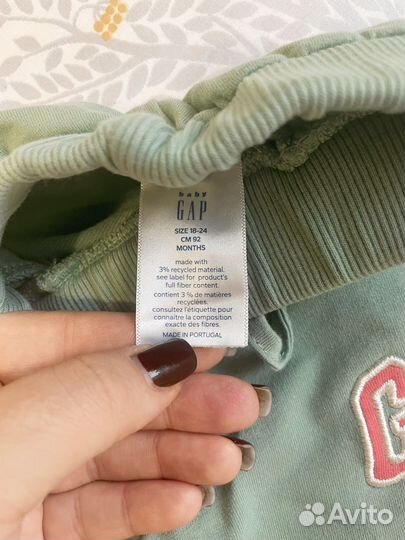 baby
GAP
SIZE 18-24
CM 92
MONTHS
made with
3% recycled material,
see label for product's
full fiber content.
contient 3 % de matières
recyclées.
consultez l'étiquette pour
connaître la composition
exacte des fibres.
MADE IN PORTUGAL
G
Avito